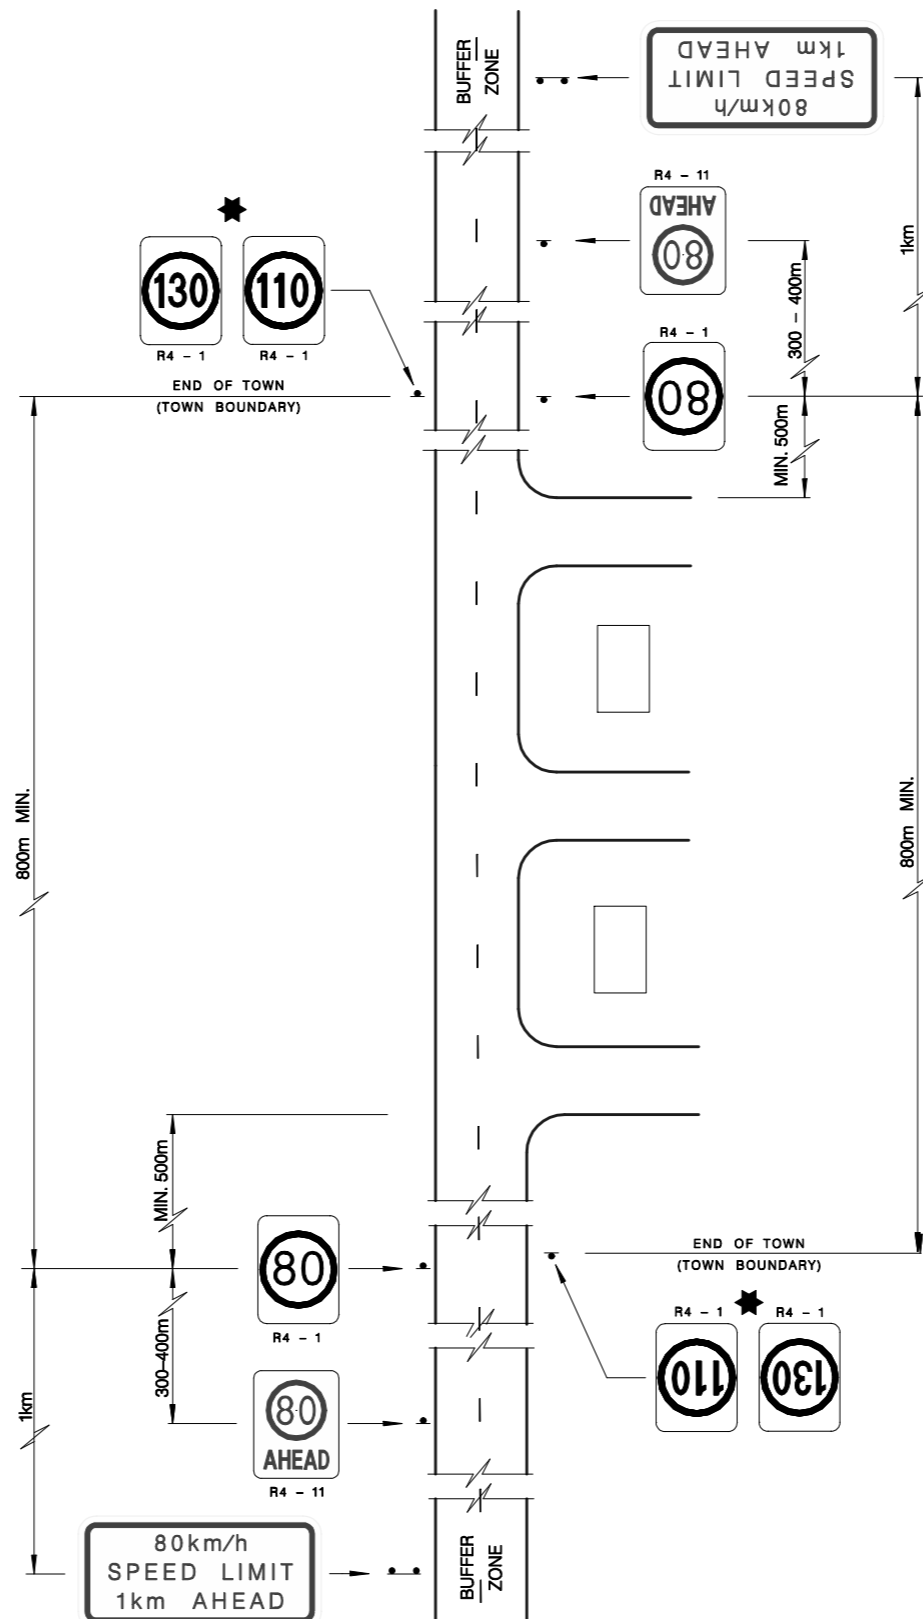 BUFFER
ZONE
80km/h
SPEED LIMIT
1km AHEAD
R4 - 11
80
AHEAD
1km
300 - 400m
130
110
R4 - 1
R4 - 1
R4 - 1
80
END OF TOWN
(TOWN BOUNDARY)
MIN. 500m
800m MIN.
800m MIN.
MIN. 500m
80
R4 - 1
END OF TOWN
(TOWN BOUNDARY)
R4 - 1
R4 - 1
110
130
300-400m
1km
80
AHEAD
R4 - 11
80km/h
SPEED LIMIT
1km AHEAD
BUFFER
ZONE